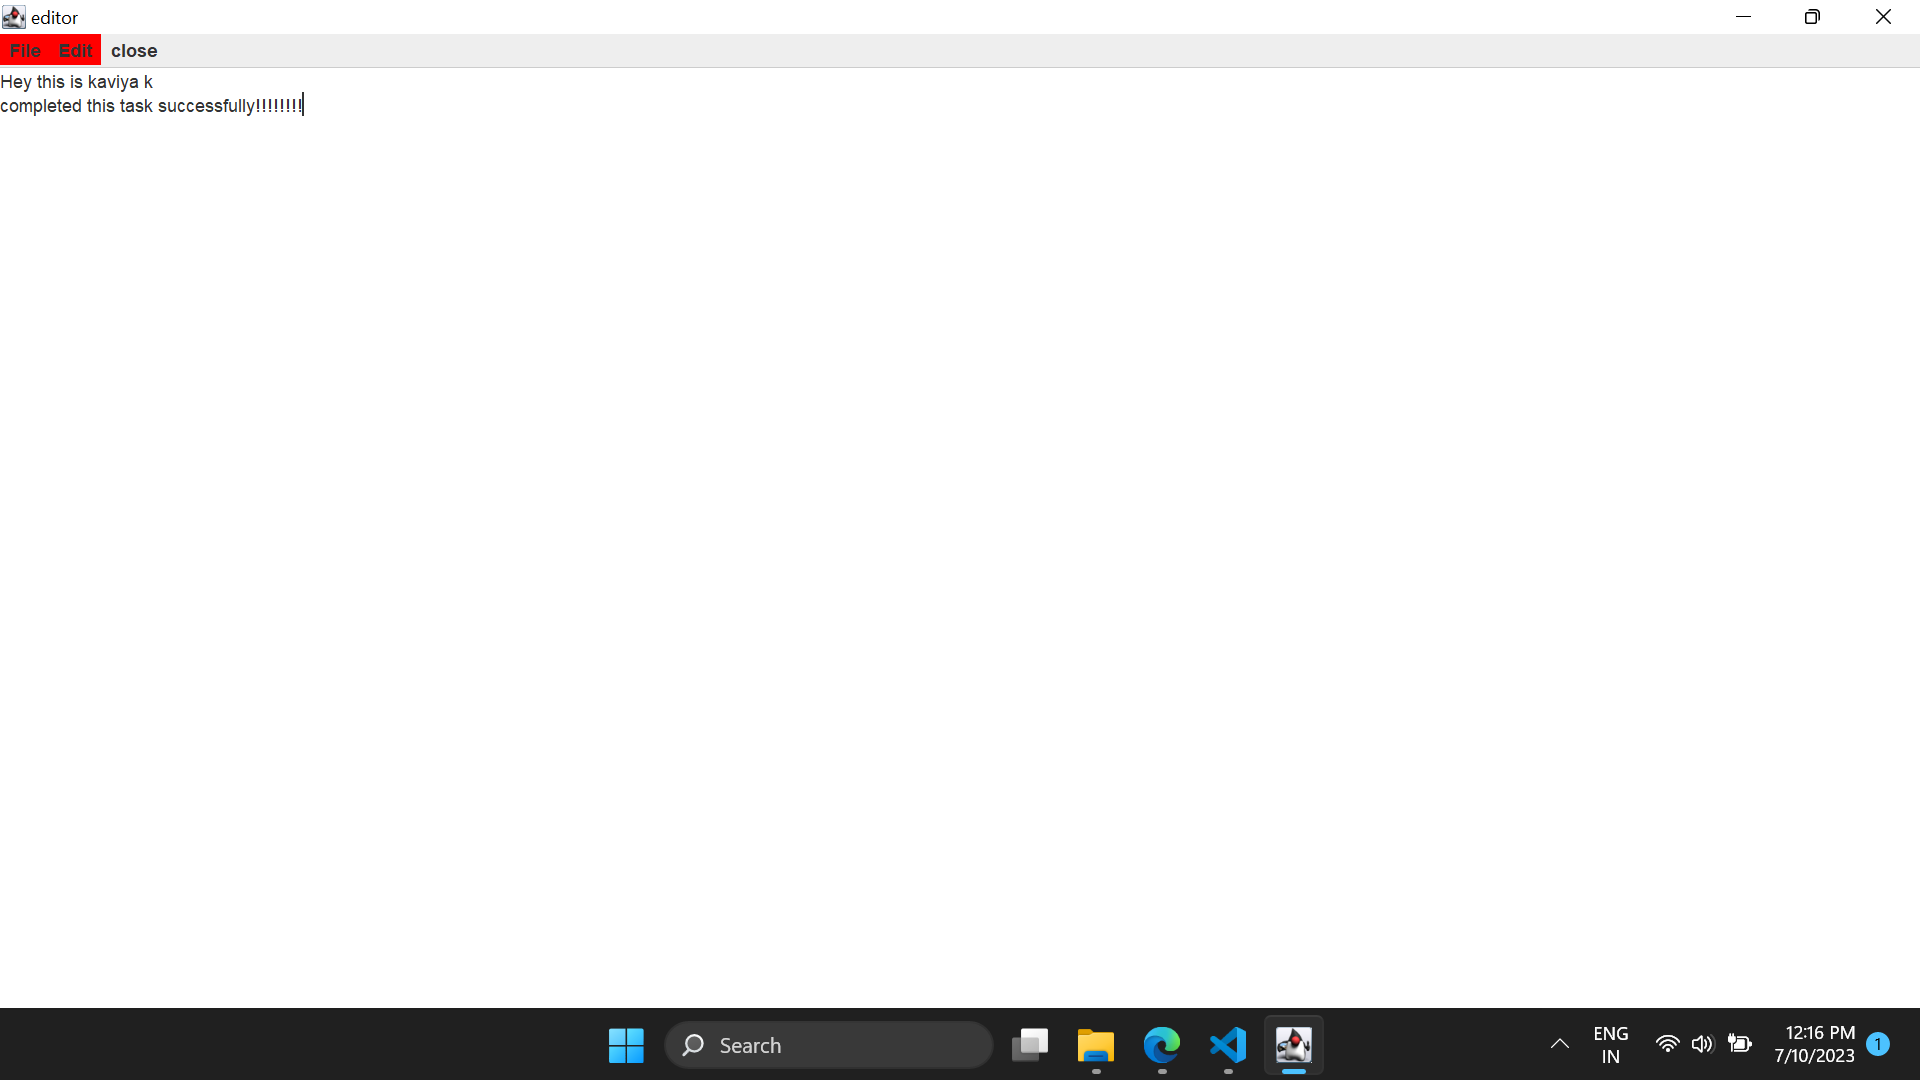 editor
File Edit close
Hey this is kaviya k
completed this task successfully!!!!!!!!
Search
ENG
IN
12:16 PM
7/10/2023
1